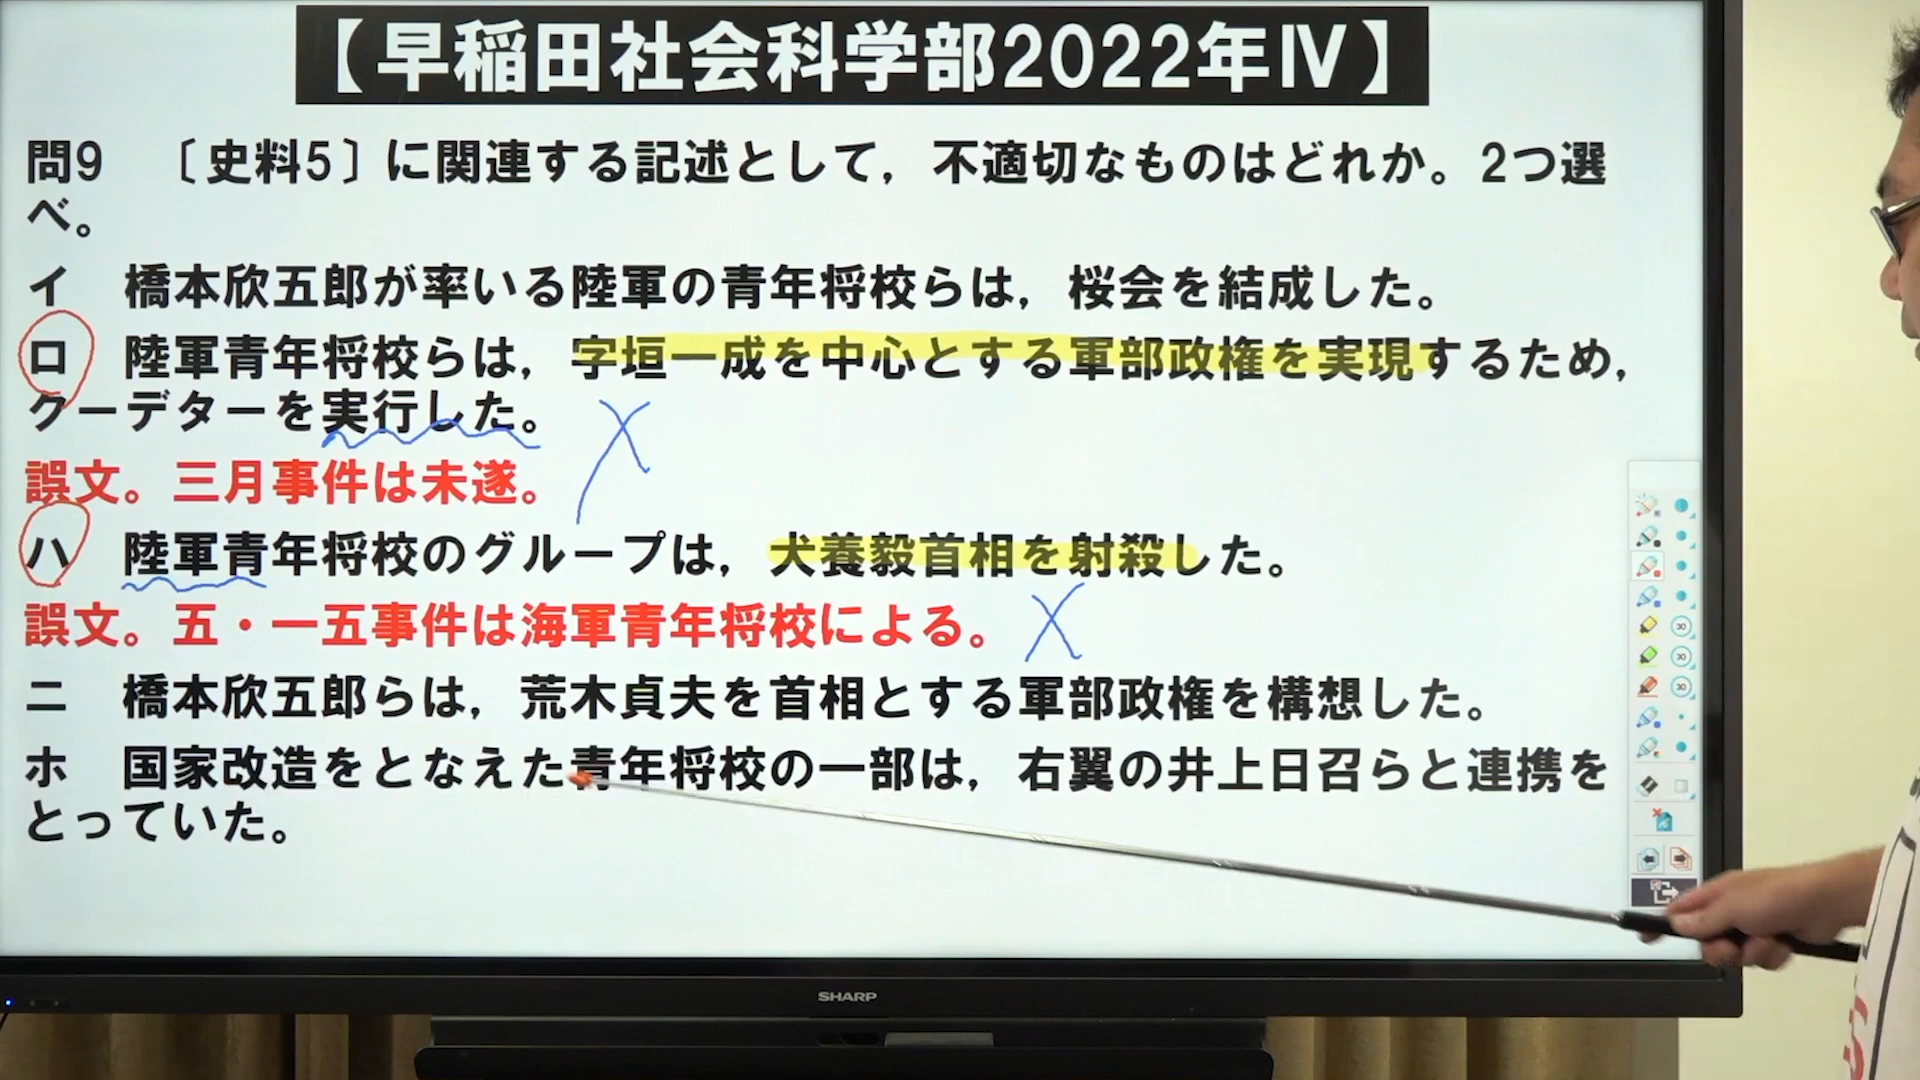 【早稲田社会科学部2022年Ⅳ】
問9 〔史料5〕に関連する記述として，不適切なものはどれか。2つ選
べ。
イ 橋本欣五郎が率いる陸軍の青年将校らは，桜会を結成した。
ロ 陸軍青年将校らは，宇垣一成を中心とする軍部政権を実現するため，
クーデターを実行した。
誤文。三月事件は未遂。
ハ 陸軍青年将校のグループは，犬養毅首相を射殺した。
誤文。五・一五事件は海軍青年将校による。
ニ 橋本欣五郎らは，荒木貞夫を首相とする軍部政権を構想した。
ホ 国家改造をとなえた青年将校の一部は，右翼の井上日召らと連携を
とっていた。
30
30
30
SHARP